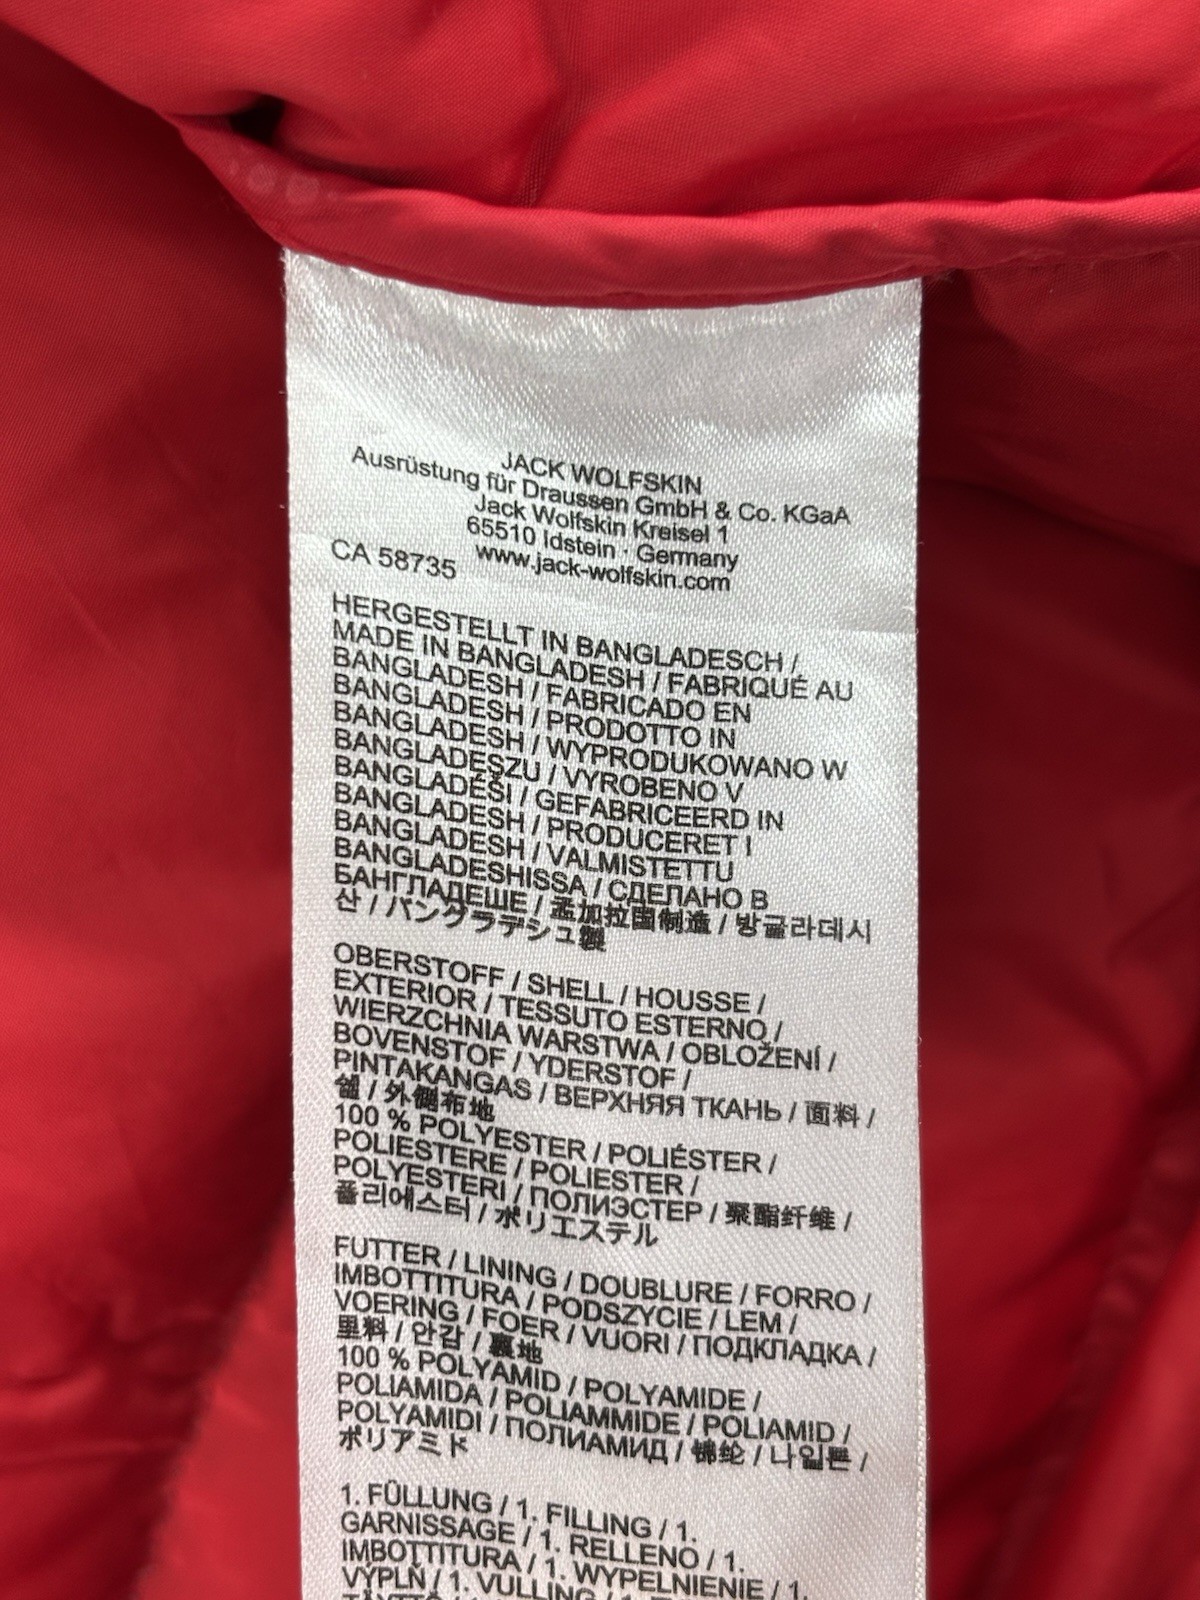 JACK WOLFSKIN
Ausrüstung für Draussen GmbH & Co. KGaA
Jack Wolfskin Kreisel 1
65510 Idstein · Germany
www.jack-wolfskin.com
CA 58735
HERGESTELLT IN BANGLADESCH /
MADE IN BANGLADESH / FABRIQUÉ AU
BANGLADESH / FABRICADO EN
BANGLADESH / PRODOTTO IN
BANGLADESH / WYPRODUKOWANO W
BANGLADESZU / VYROBENO V
BANGLADÉŠI / GEFABRICEERD IN
BANGLADESH / PRODUCERET I
BANGLADESH / VALMISTETTU
BANGLADESHISSA / СДЕЛАНО В
БАНГЛАДЕШЕ / 孟加拉国制造 / 방글라데시
산 / バングラデシュ製
OBERSTOFF / SHELL / HOUSSE /
EXTERIOR / TESSUTO ESTERNO /
WIERZCHNIA WARSTWA / OBLOŽENÍ /
BOVENSTOF / YDERSTOF /
PINTAKANGAS / ВЕРХНЯЯ ТКАНЬ / 面料 /
쉘 / 外側布地
100 % POLYESTER / POLIÉSTER /
POLIESTERE / POLIESTER /
POLYESTERI / ПОЛИЭСТЕР / 聚酯纤维 /
폴리에스터 / ポリエステル
FUTTER / LINING / DOUBLURE / FORRO /
IMBOTTITURA / PODSZYCIE / LEM /
VOERING / FOER / VUORI / ПОДКЛАДКА /
里料 / 안감 / 裏地
100 % POLYAMID / POLYAMIDE /
POLIAMIDA / POLIAMMIDE / POLIAMID /
POLYAMIDI / ПОЛИАМИД / 锦纶 / 나일론 /
ポリアミド
1. FÜLLUNG / 1. FILLING / 1.
GARNISSAGE / 1. RELLENO / 1.
IMBOTTITURA / 1. WYPEŁNIENIE / 1.
VÝPLŇ / 1. VULLING /